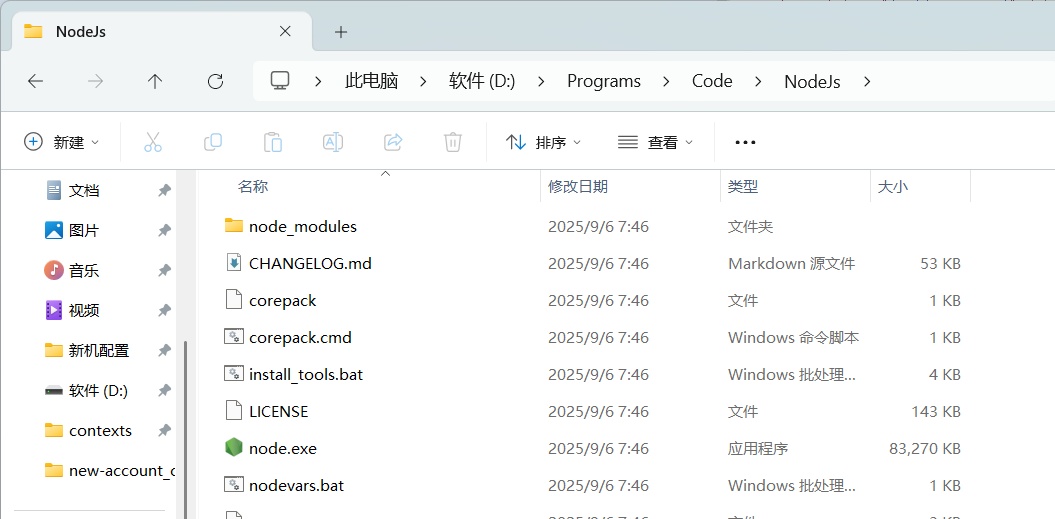 NodeJs
此电脑 软件 (D:) Programs Code NodeJs
新建 排序 查看
文档
图片
音乐
视频
新机配置
软件 (D:)
contexts
new-account_c
名称 修改日期 类型 大小
node_modules 2025/9/6 7:46 文件夹
CHANGELOG.md 2025/9/6 7:46 Markdown 源文件 53 KB
corepack 2025/9/6 7:46 文件 1 KB
corepack.cmd 2025/9/6 7:46 Windows 命令脚本 1 KB
install_tools.bat 2025/9/6 7:46 Windows 批处理... 4 KB
LICENSE 2025/9/6 7:46 文件 143 KB
node.exe 2025/9/6 7:46 应用程序 83,270 KB
nodevars.bat 2025/9/6 7:46 Windows 批处理... 1 KB